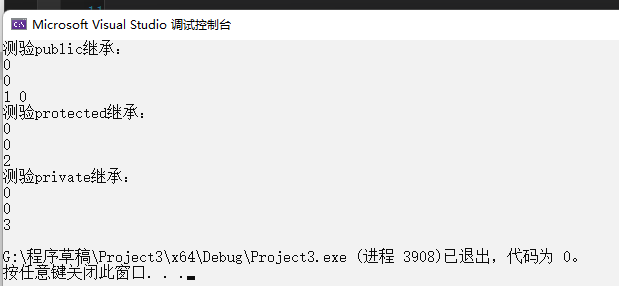 Microsoft Visual Studio 调试控制台
测验public继承:
0
0
1 0
测验protected继承:
0
0
2
测验private继承:
0
0
3
G:\程序草稿\Project3\x64\Debug\Project3.exe (进程 3908)已退出，代码为 0。
按任意键关闭此窗口. . .